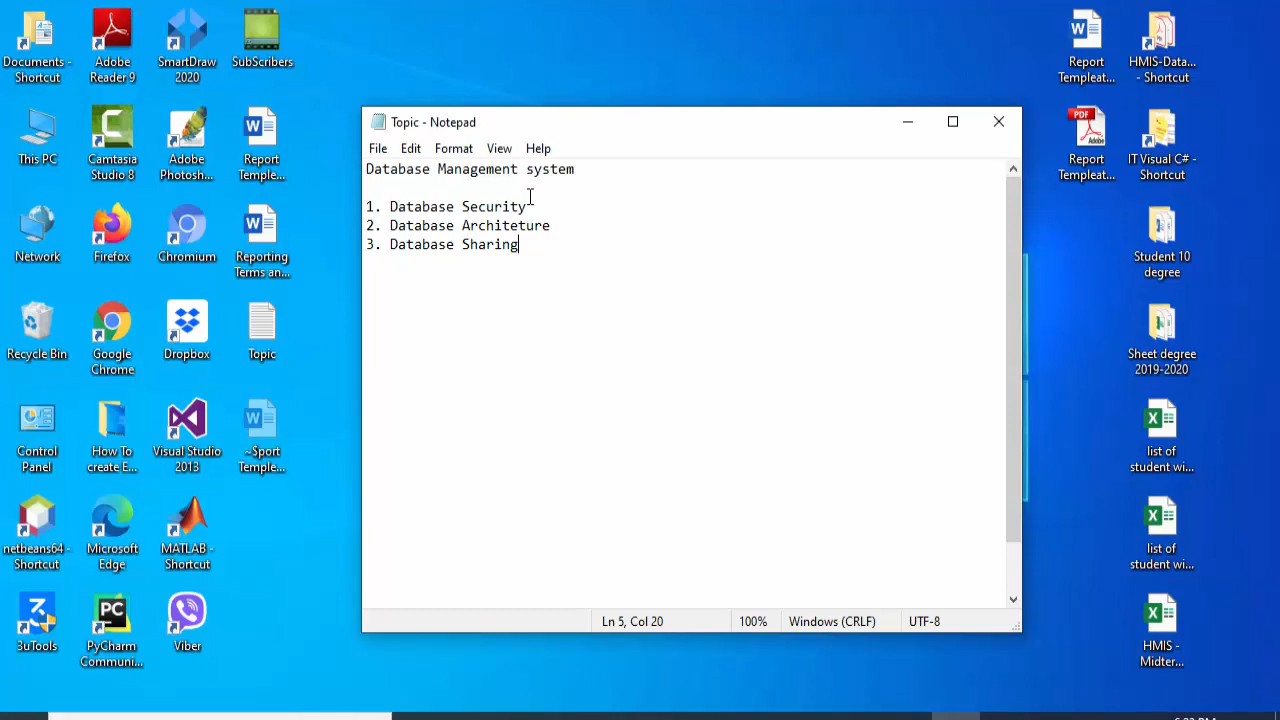 Documents -
Shortcut
Adobe
Reader 9
SmartDraw
2020
SubScribers
This PC
Camtasia
Studio 8
Adobe
Photosh...
Report
Temple...
Network
Firefox
Chromium
Reporting
Terms an...
Recycle Bin
Google
Chrome
Dropbox
Topic
Control
Panel
How To
create E...
Visual Studio
2013
~$port
Temple...
netbeans64 -
Shortcut
Microsoft
Edge
MATLAB -
Shortcut
3uTools
PyCharm
Communi...
Viber
Topic - Notepad
File Edit Format View Help
Database Management system
1. Database Security
2. Database Architeture
3. Database Sharing
Ln 5, Col 20 100% Windows (CRLF) UTF-8
Report
Templeat...
HMIS-Data...
- Shortcut
PDF
Adobe
Report
Templeat...
IT Visual C# -
Shortcut
Student 10
degree
Sheet degree
2019-2020
list of
student wi...
list of
student wi...
HMIS -
Midter...